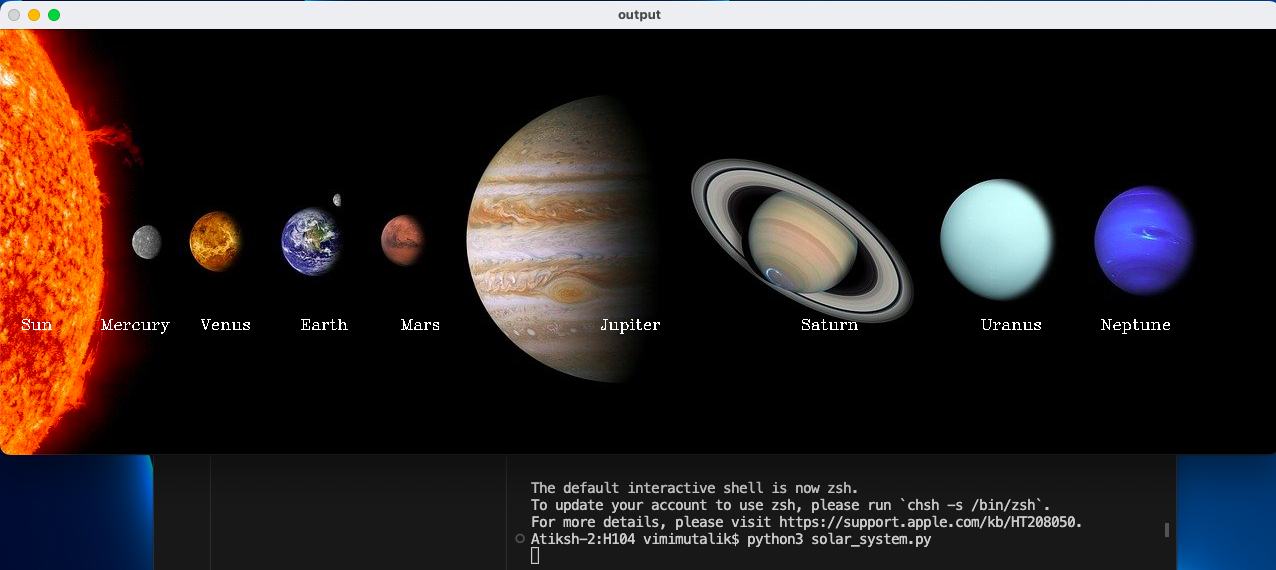 output
Sun Mercury Venus Earth Mars Jupiter Saturn Uranus Neptune
The default interactive shell is now zsh.
To update your account to use zsh, please run `chsh -s /bin/zsh`.
For more details, please visit https://support.apple.com/kb/HT208050.
Atiksh-2:H104 vimimutalik$ python3 solar_system.py